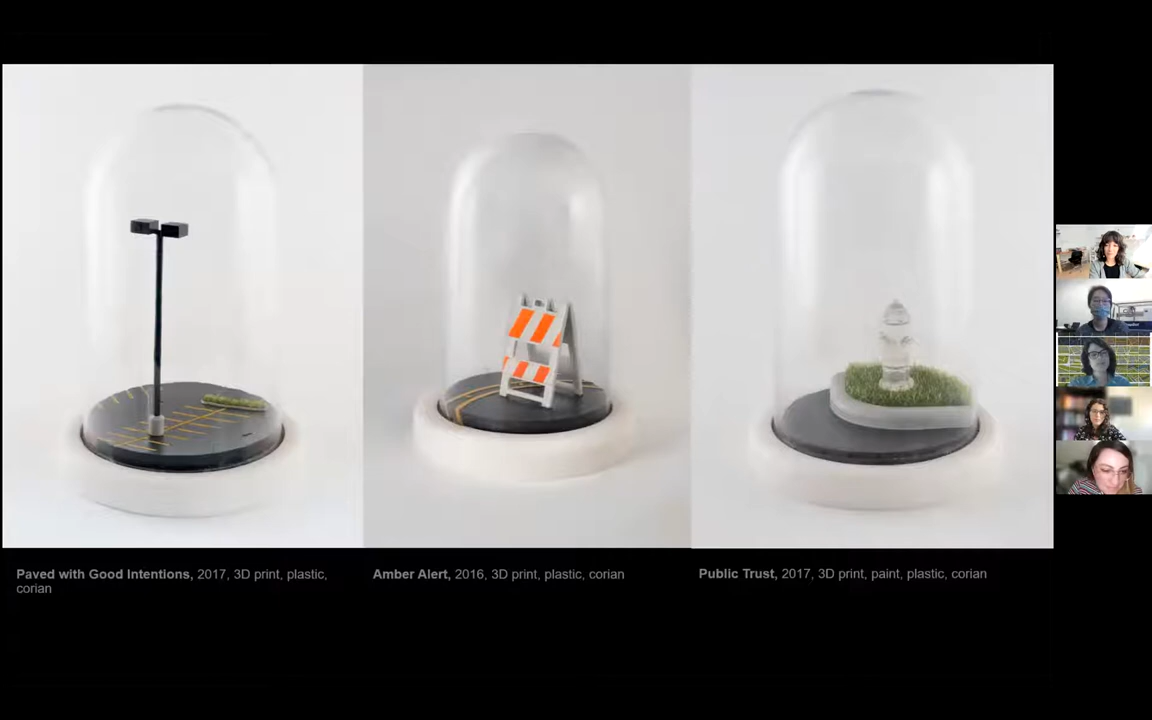 Paved with Good Intentions, 2017, 3D print, plastic,
corian
Amber Alert, 2016, 3D print, plastic, corian
Public Trust, 2017, 3D print, paint, plastic, corian